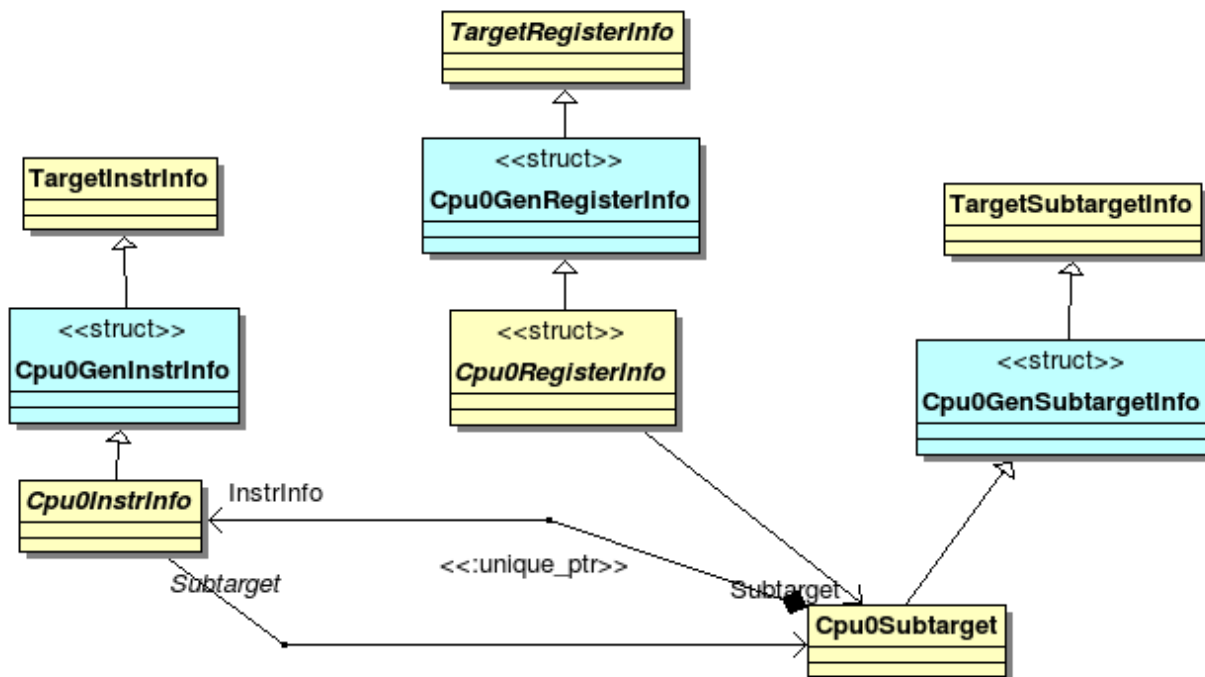 TargetRegisterInfo
<<struct>>
Cpu0GenRegisterInfo
TargetInstrInfo
TargetSubtargetInfo
<<struct>>
Cpu0GenInstrInfo
<<struct>>
Cpu0RegisterInfo
<<struct>>
Cpu0GenSubtargetInfo
Cpu0InstrInfo
InstrInfo
<<:unique_ptr>>
Subtarget
Subtarget
Cpu0Subtarget